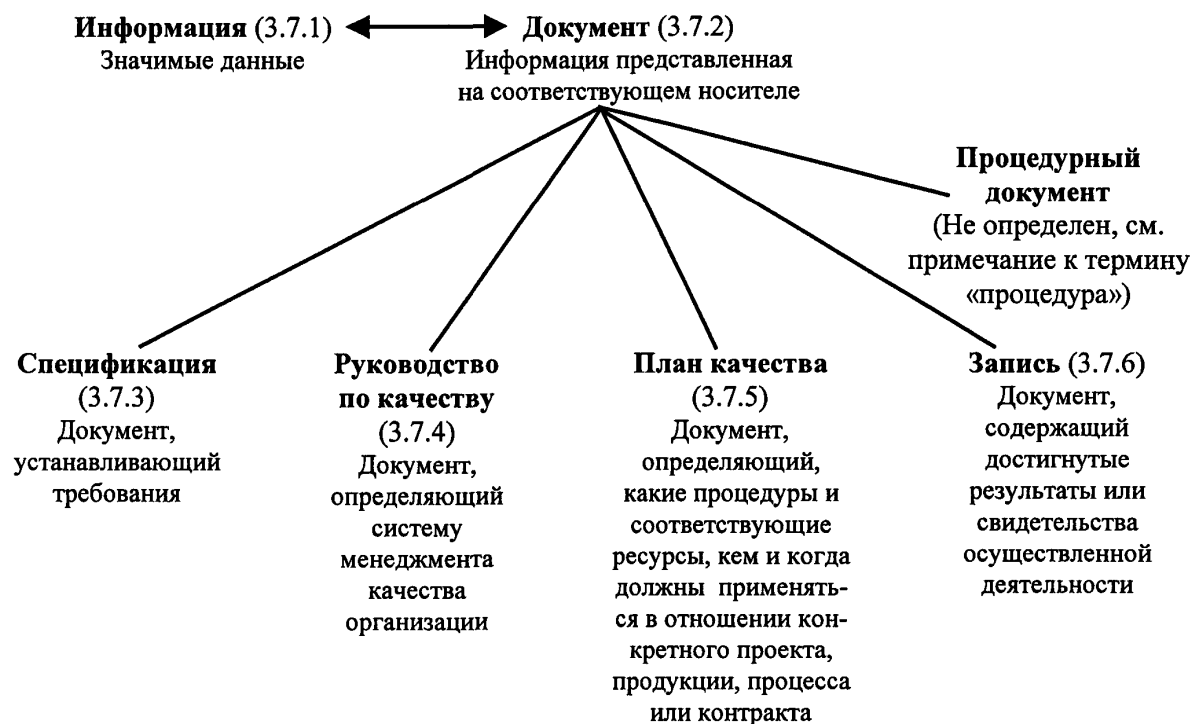 Информация (3.7.1)
Значимые данные
Документ (3.7.2)
Информация представленная
на соответствующем носителе
Процедурный
документ
(Не определен, см.
примечание к термину
«процедура»)
Спецификация
(3.7.3)
Документ,
устанавливающий
требования
Руководство
по качеству
(3.7.4)
Документ,
определяющий
систему
менеджмента
качества
организации
План качества
(3.7.5)
Документ,
определяющий,
какие процедуры и
соответствующие
ресурсы, кем и когда
должны применять-
ся в отношении кон-
кретного проекта,
продукции, процесса
или контракта
Запись (3.7.6)
Документ,
содержащий
достигнутые
результаты или
свидетельства
осуществленной
деятельности